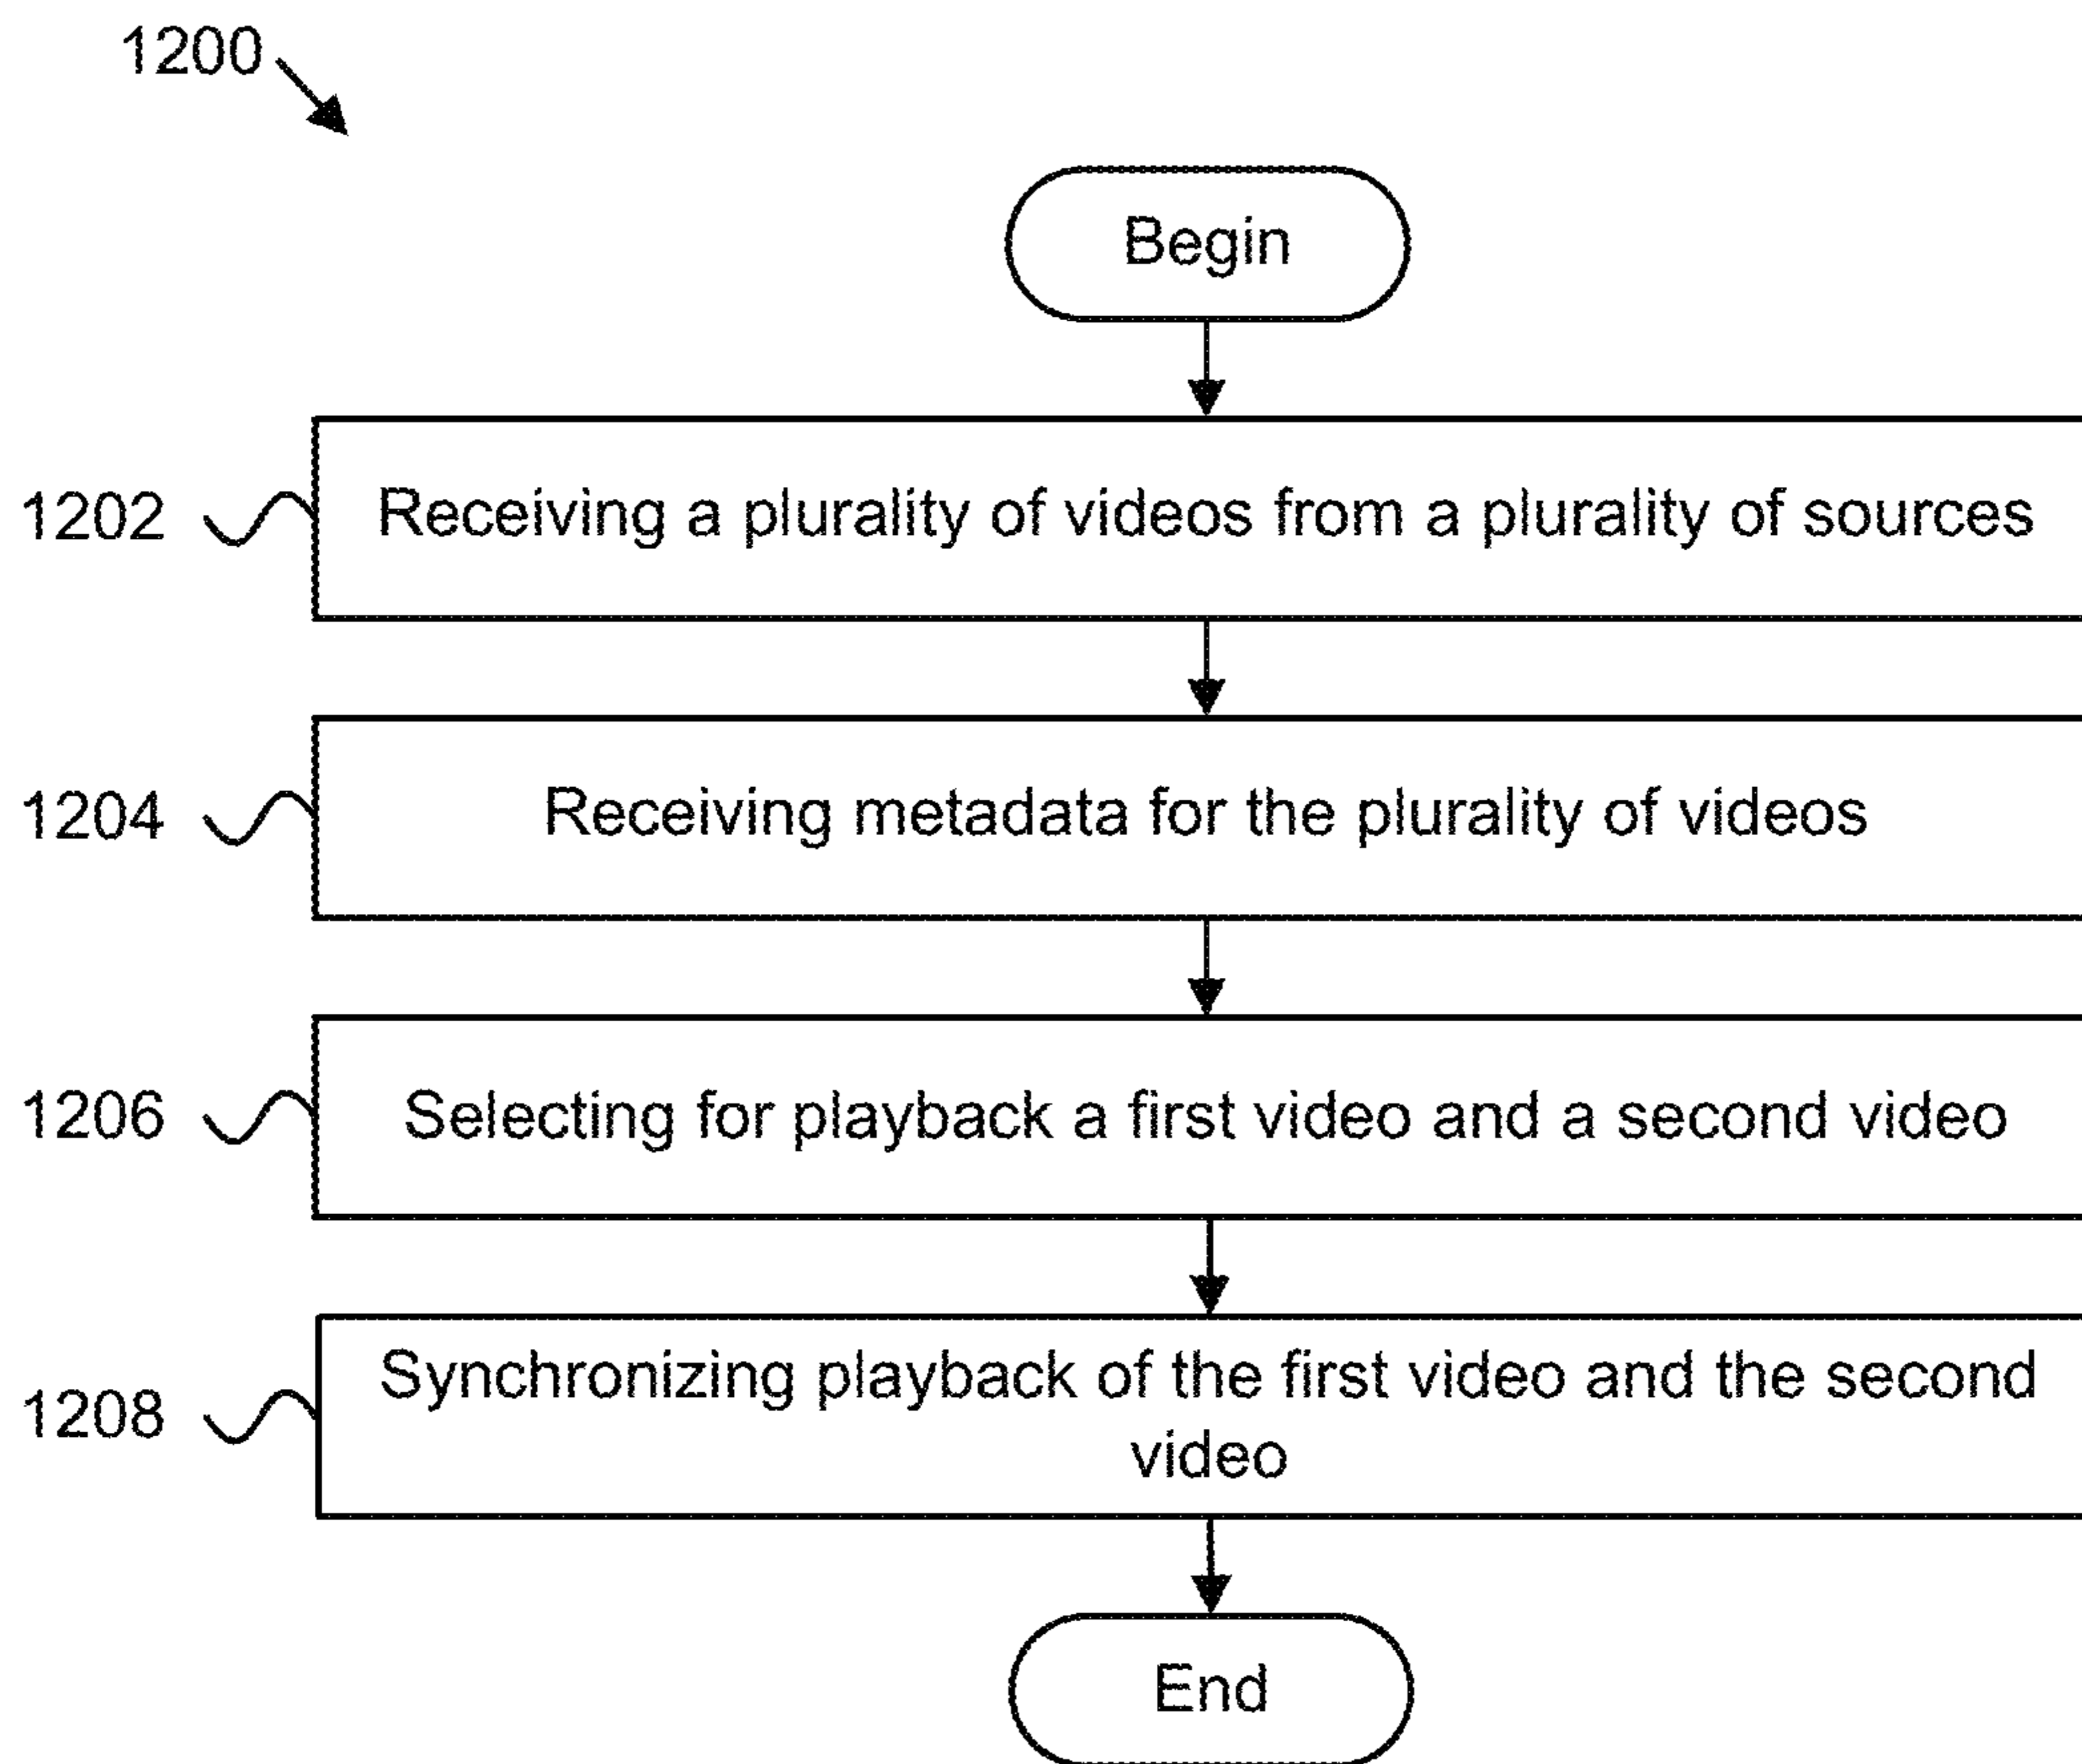 1200
Begin
1202 Receiving a plurality of videos from a plurality of sources
1204 Receiving metadata for the plurality of videos
1206 Selecting for playback a first video and a second video
1208 Synchronizing playback of the first video and the second
video
End